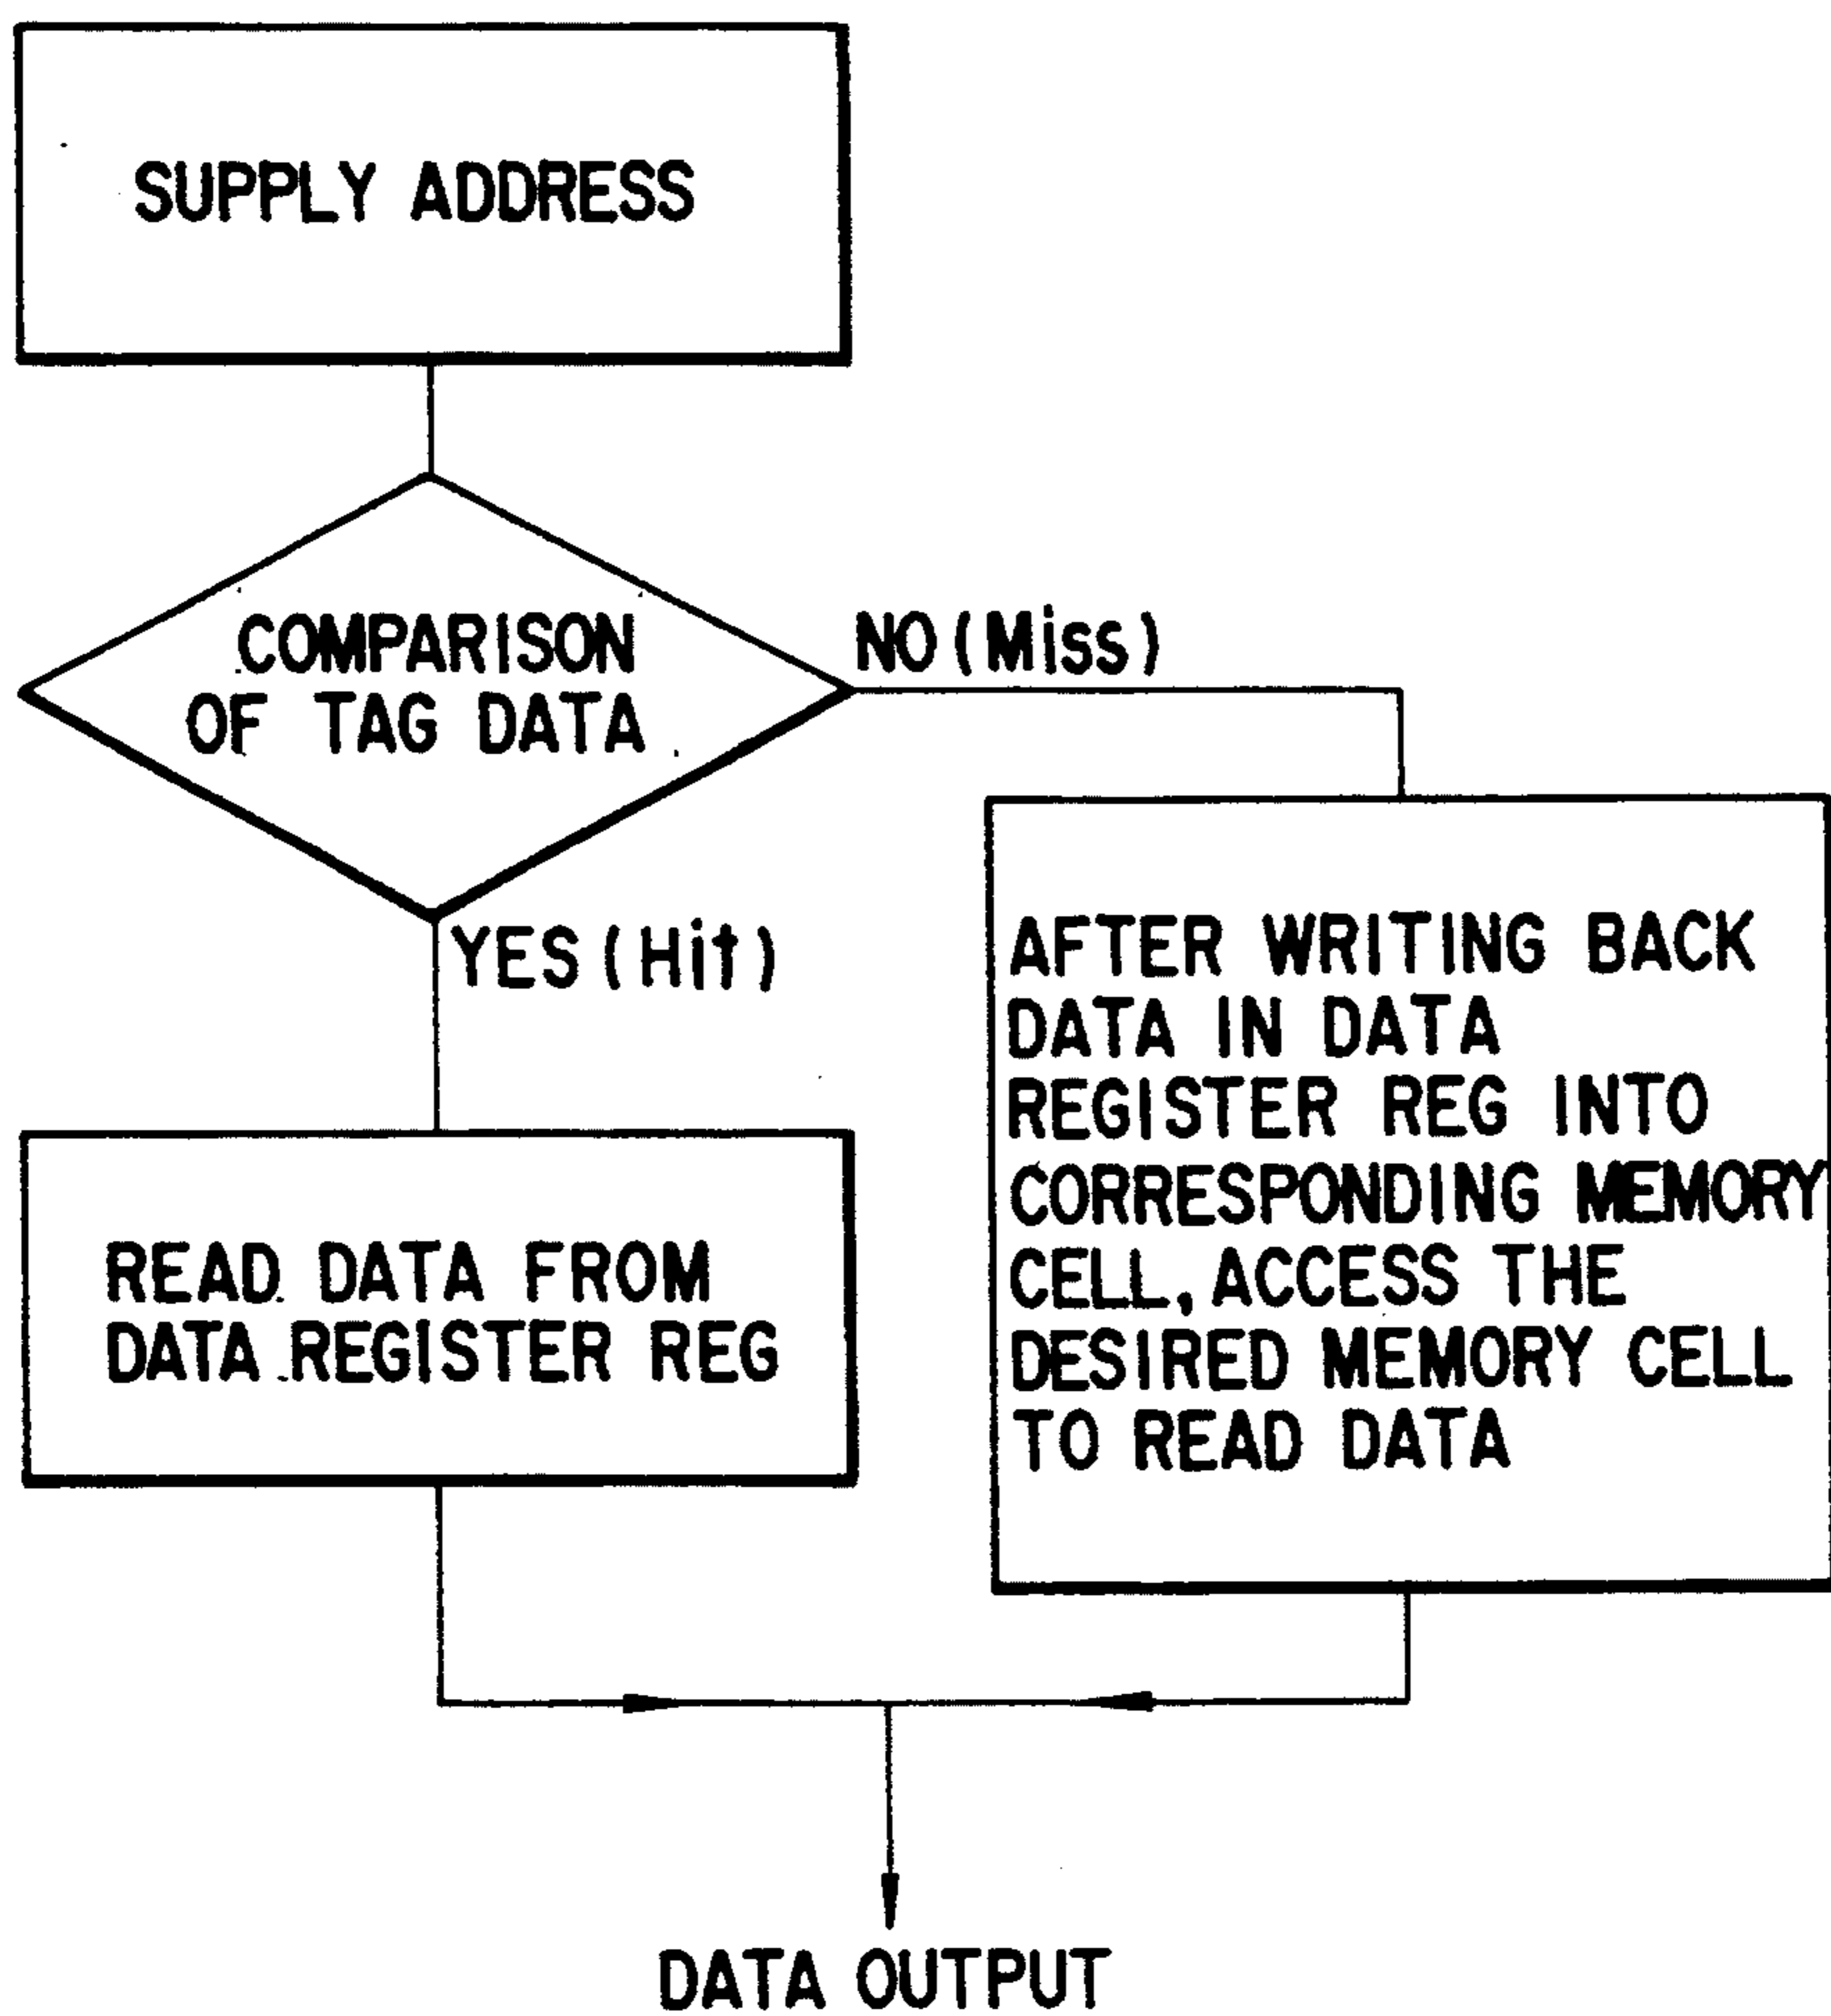 SUPPLY ADDRESS
COMPARISON
OF TAG DATA
NO (Miss)
YES (Hit)
AFTER WRITING BACK
DATA IN DATA
REGISTER REG INTO
CORRESPONDING MEMORY
CELL, ACCESS THE
DESIRED MEMORY CELL
TO READ DATA
READ DATA FROM
DATA REGISTER REG
DATA OUTPUT